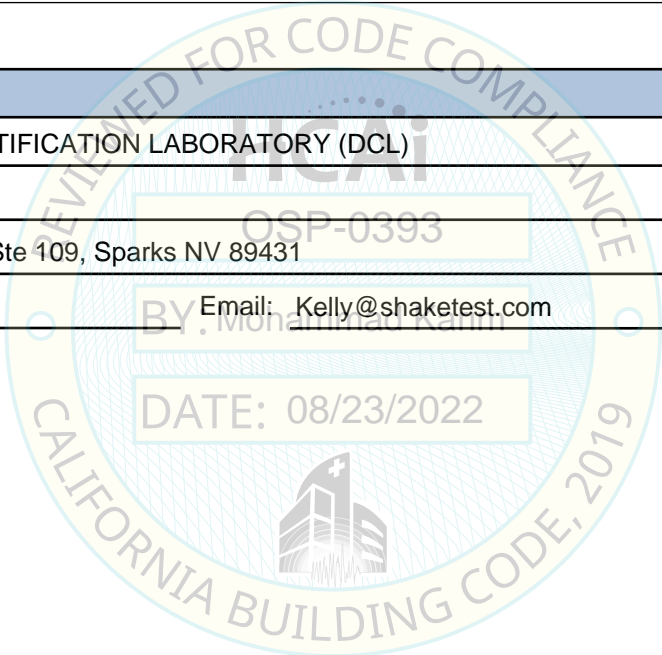 REVIEWED FOR CODE COMPLIANCE
HCAi
TIFICATION LABORATORY (DCL)
OSP-0393
Ste 109, Sparks NV 89431
Email: Kelly@shaketest.com
BY: Mohammad Karim
DATE: 08/23/2022
CALIFORNIA BUILDING CODE, 2019